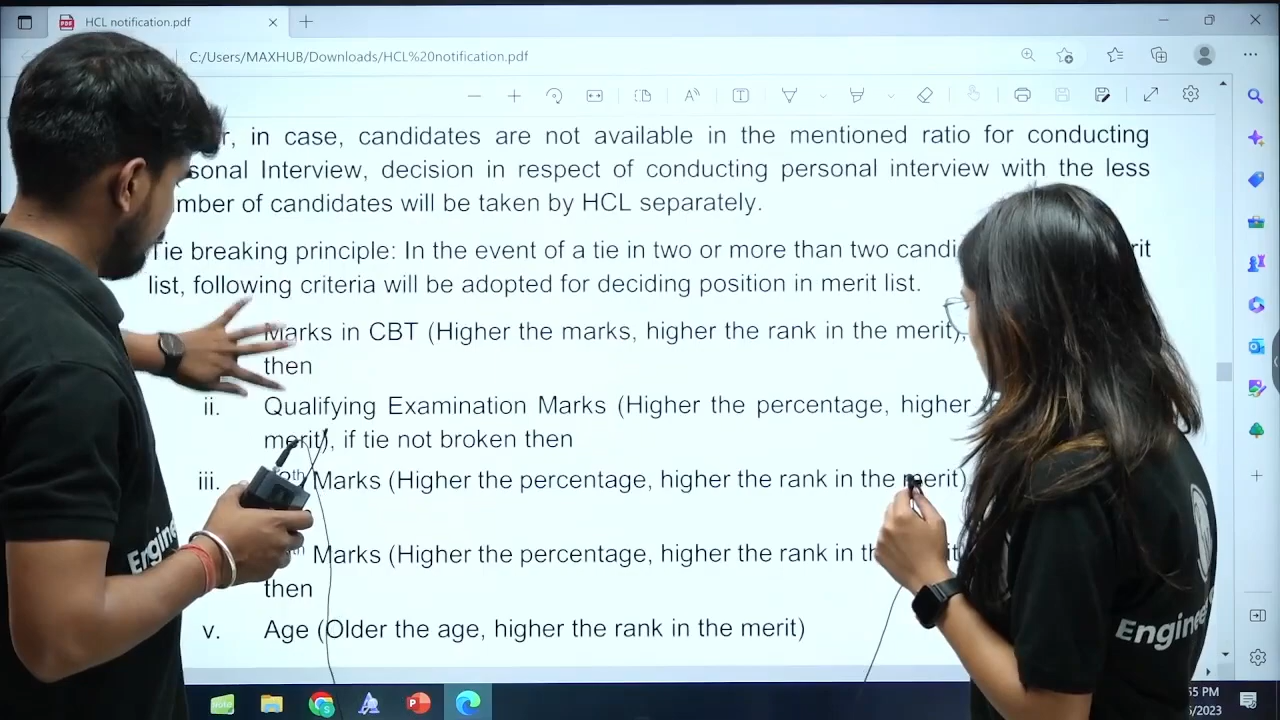 HCL notification.pdf
C:/Users/MAXHUB/Downloads/HCL%20notification.pdf
in case, candidates are not available in the mentioned ratio for conducting
Interview, decision in respect of conducting personal interview with the less
of candidates will be taken by HCL separately.
Tie breaking principle: In the event of a tie in two or more than two
list, following criteria will be adopted for deciding position in merit list.
Marks in CBT (Higher the marks, higher the rank in the merit),
then
ii. Qualifying Examination Marks (Higher the percentage, higher
merit), if tie not broken then
iii. Marks (Higher the percentage, higher the rank in the merit)
Marks (Higher the percentage, higher the rank in
then
v. Age (Older the age, higher the rank in the merit)
PM
/2023